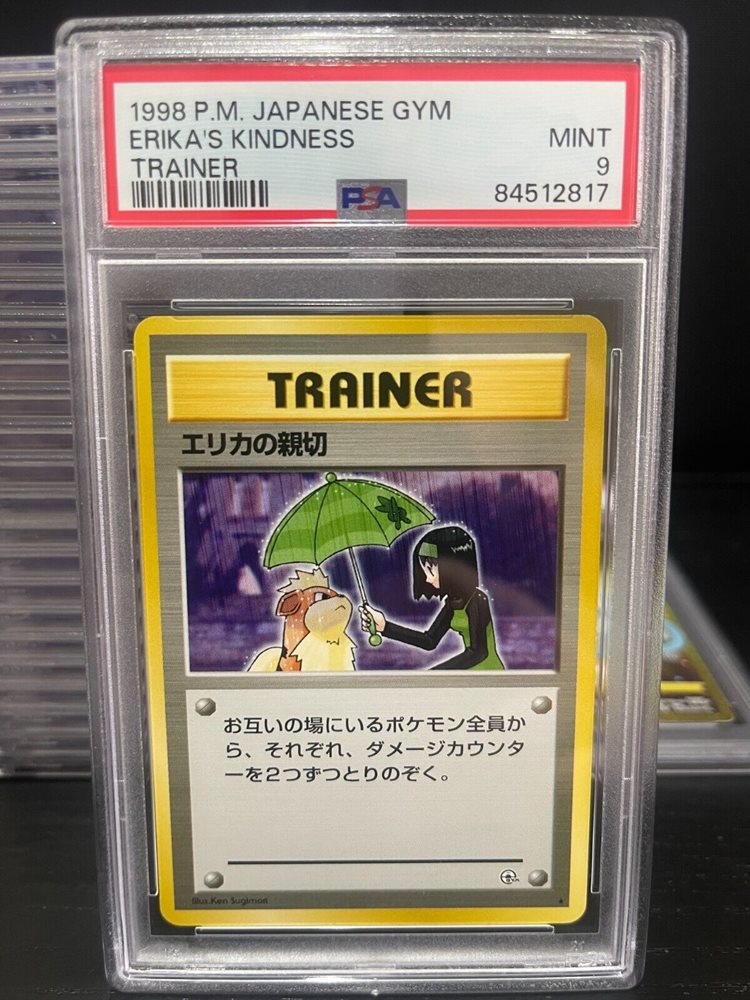 1998 P.M. JAPANESE GYM
ERIKA'S KINDNESS MINT
TRAINER 9
PSA 84512817
TRAINER
エリカの親切
お互いの場にいるポケモン全員か
ら、それぞれ、ダメージカウンタ
ーを2つずつとりのぞく。
Illus.Ken Sugimori